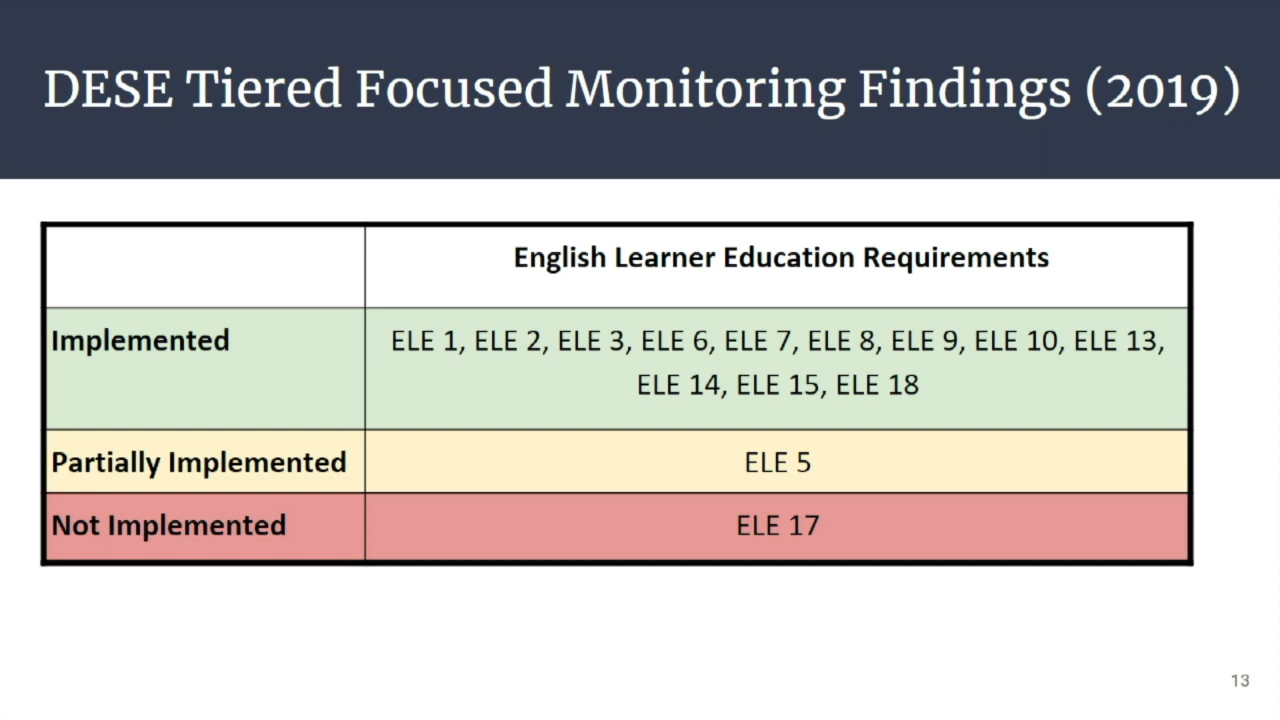 DESE Tiered Focused Monitoring Findings (2019)
English Learner Education Requirements
Implemented
ELE 1, ELE 2, ELE 3, ELE 6, ELE 7, ELE 8, ELE 9, ELE 10, ELE 13,
ELE 14, ELE 15, ELE 18
Partially Implemented
ELE 5
Not Implemented
ELE 17
13